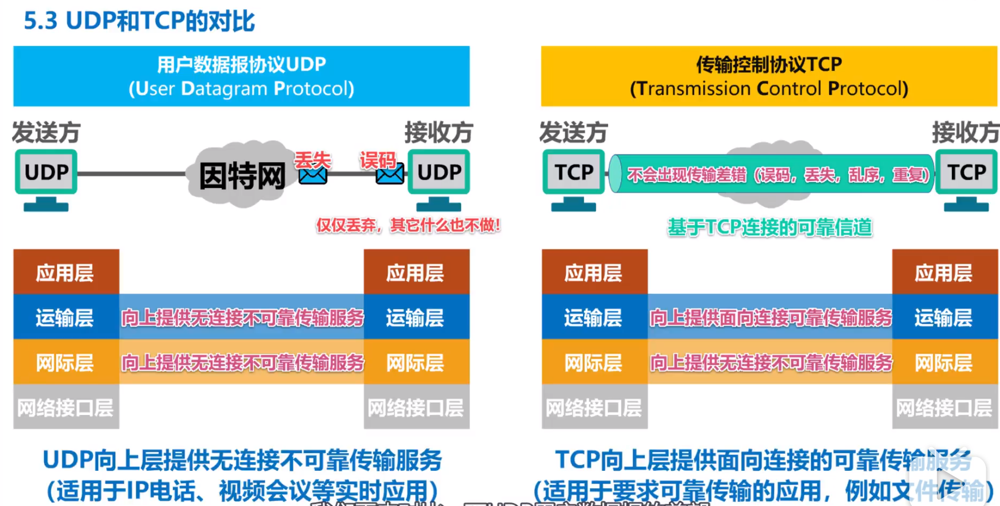 5.3 UDP和TCP的对比
用户数据报协议UDP
(User Datagram Protocol)
发送方
接收方
UDP
因特网
丢失
误码
UDP
仅仅丢弃，其它什么也不做！
应用层
应用层
运输层
向上提供无连接不可靠传输服务
运输层
网际层
向上提供无连接不可靠传输服务
网际层
网络接口层
网络接口层
UDP向上层提供无连接不可靠传输服务
（适用于IP电话、视频会议等实时应用）
传输控制协议TCP
(Transmission Control Protocol)
发送方
接收方
TCP
不会出现传输差错（误码，丢失，乱序，重复）
TCP
基于TCP连接的可靠信道
应用层
应用层
运输层
向上提供面向连接可靠传输服务
运输层
网际层
向上提供无连接不可靠传输服务
网际层
网络接口层
网络接口层
TCP向上层提供面向连接的可靠传输服务
（适用于要求可靠传输的应用，例如文件传输）